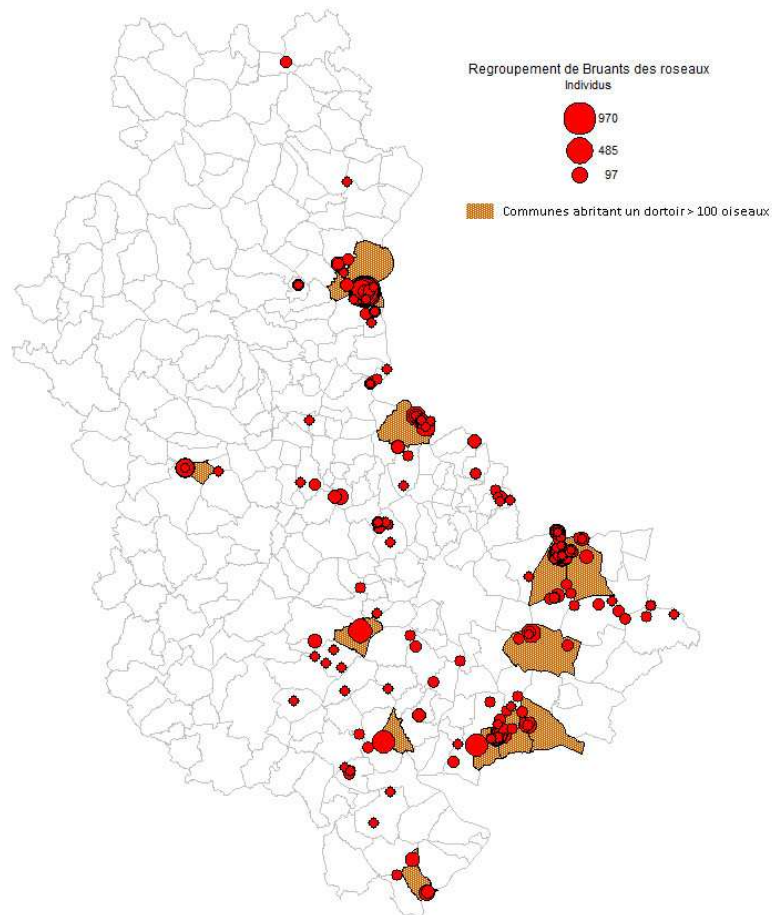 Regroupement de Bruants des roseaux
Individus
970
485
97
Communes abritant un dortoir > 100 oiseaux